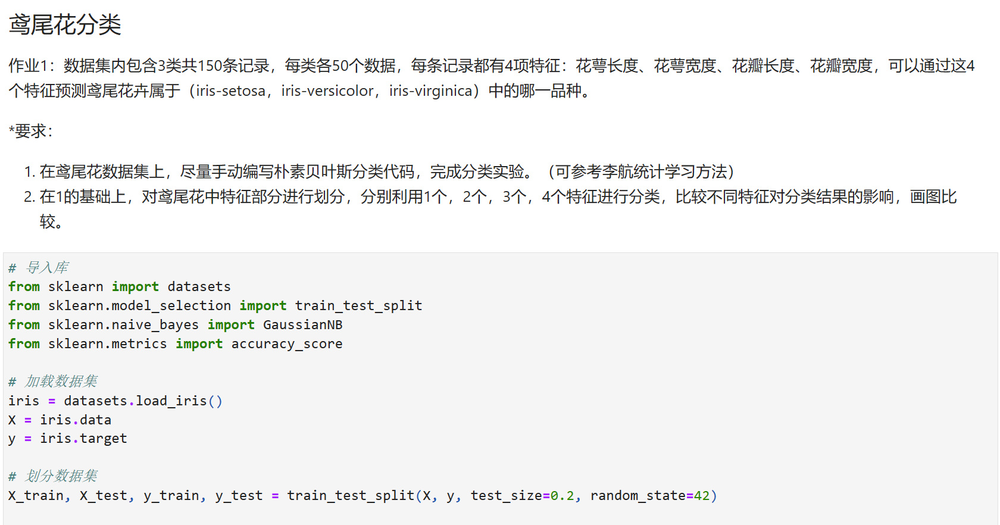 鸢尾花分类
作业1：数据集内包含3类共150条记录，每类各50个数据，每条记录都有4项特征：花萼长度、花萼宽度、花瓣长度、花瓣宽度，可以通过这4
个特征预测鸢尾花卉属于（iris-setosa，iris-versicolor，iris-virginica）中的哪一品种。
*要求：
1. 在鸢尾花数据集上，尽量手动编写朴素贝叶斯分类代码，完成分类实验。（可参考李航统计学习方法）
2. 在1的基础上，对鸢尾花中特征部分进行划分，分别利用1个，2个，3个，4个特征进行分类，比较不同特征对分类结果的影响，画图比
较。
# 导入库
from sklearn import datasets
from sklearn.model_selection import train_test_split
from sklearn.naive_bayes import GaussianNB
from sklearn.metrics import accuracy_score
# 加载数据集
iris = datasets.load_iris()
X = iris.data
y = iris.target
# 划分数据集
X_train, X_test, y_train, y_test = train_test_split(X, y, test_size=0.2, random_state=42)